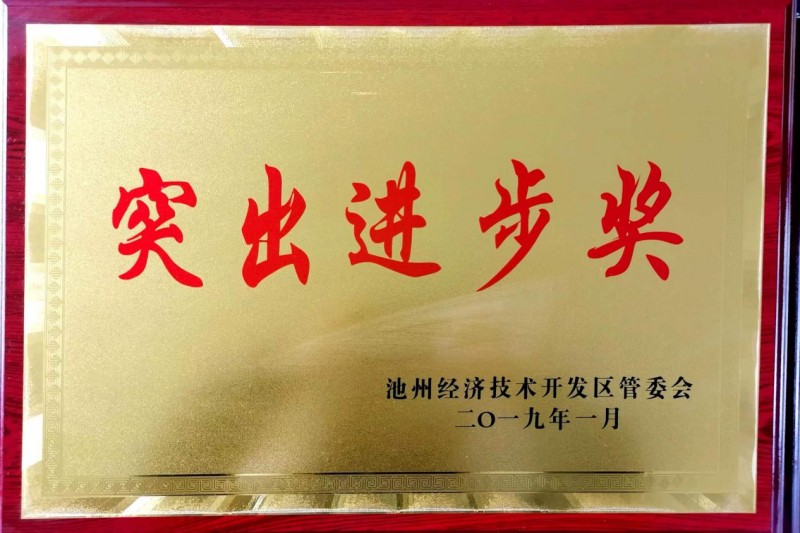 突出进步奖
池州经济技术开发区管委会
二〇一九年一月